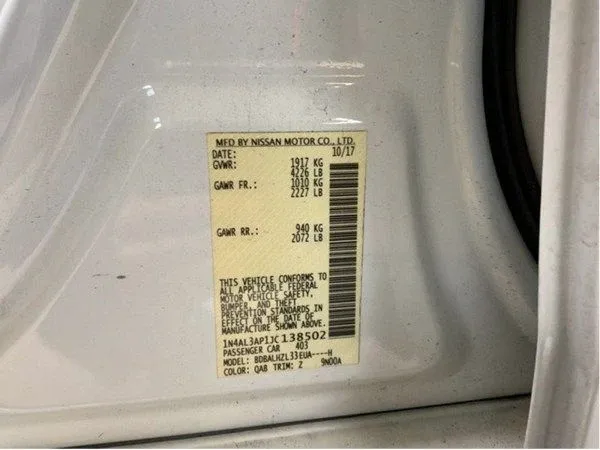 MFD BY NISSAN MOTOR CO., LTD.
DATE: 10/17
GVWR: 1917 KG
4226 LB
GAWR FR.: 1010 KG
2227 LB
GAWR RR.: 940 KG
2072 LB
THIS VEHICLE CONFORMS TO
ALL APPLICABLE FEDERAL
MOTOR VEHICLE SAFETY,
BUMPER, AND THEFT
PREVENTION STANDARDS IN
EFFECT ON THE DATE OF
MANUFACTURE SHOWN ABOVE.
1N4AL3AP1JC138502
PASSENGER CAR 403
MODEL: BDBALHZL33EUA----H
COLOR: QAB TRIM: Z 9N00A